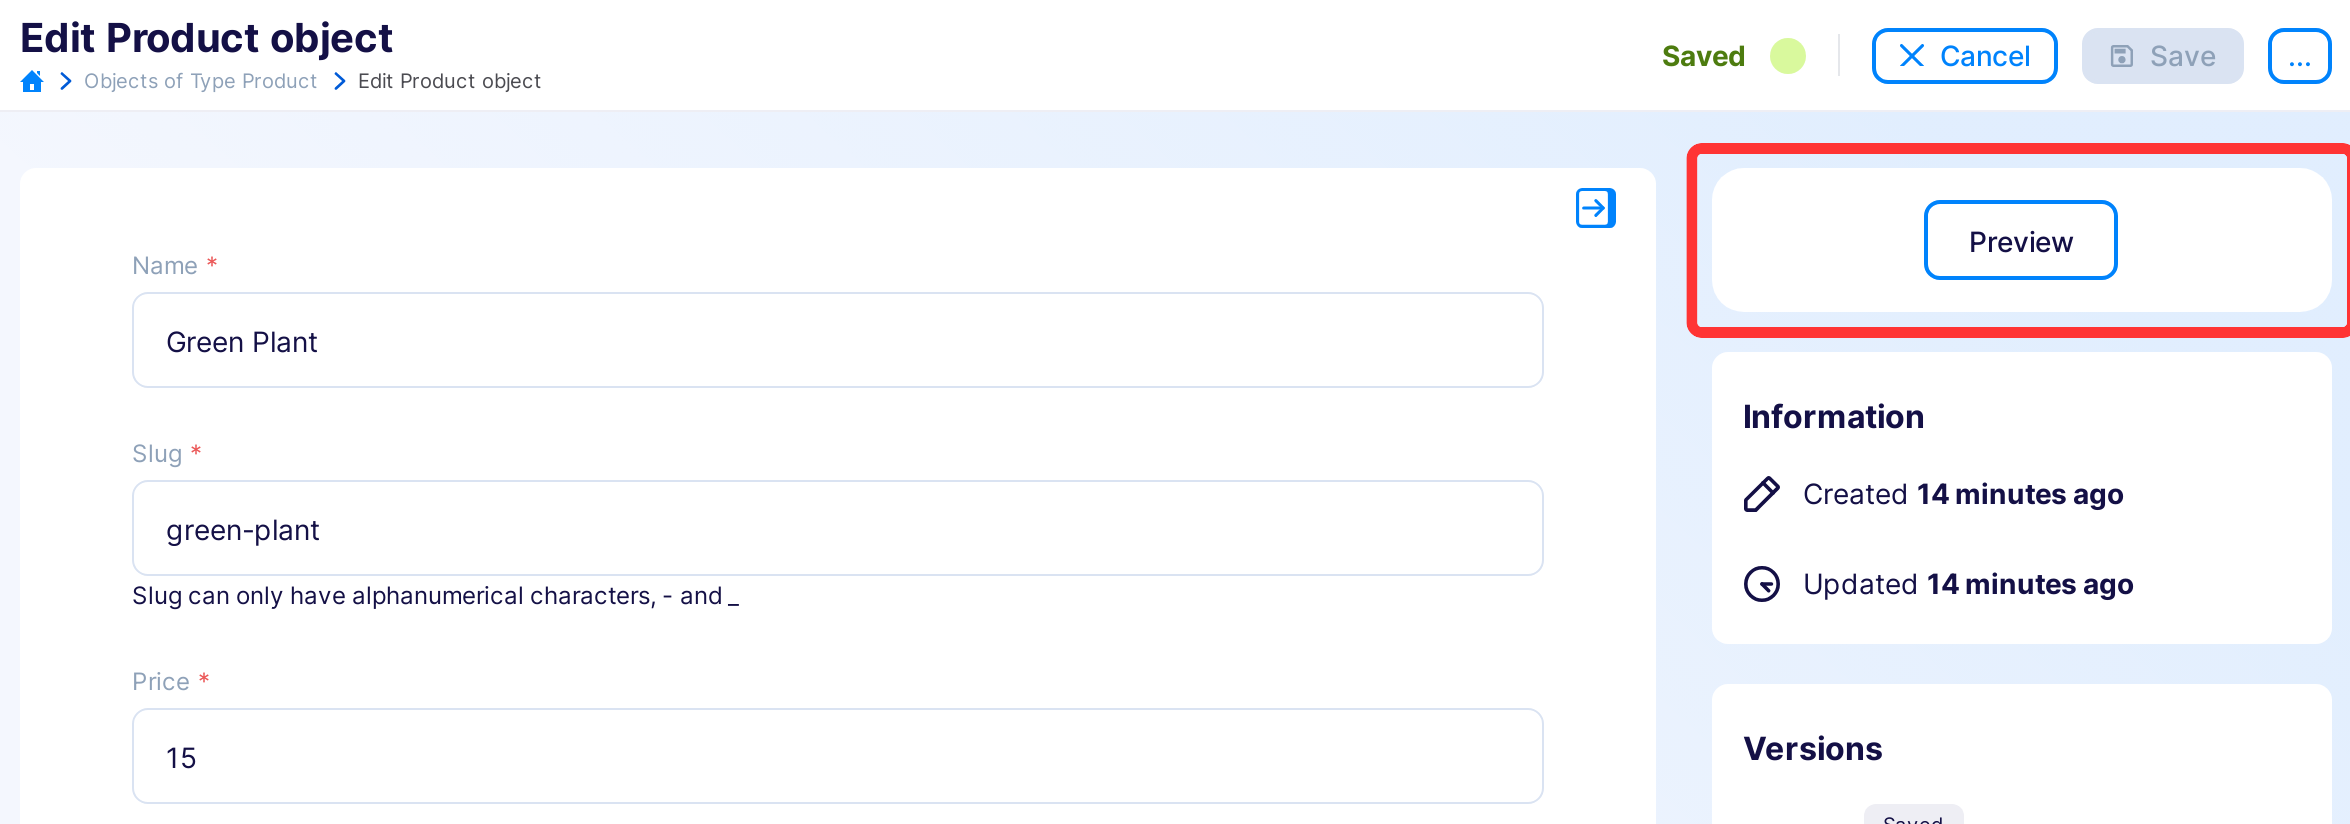 Edit Product object
Objects of Type Product Edit Product object
Saved
Cancel
Save
...
Name *
Green Plant
Slug *
green-plant
Slug can only have alphanumerical characters, - and _
Price *
15
Preview
Information
Created 14 minutes ago
Updated 14 minutes ago
Versions
Saved